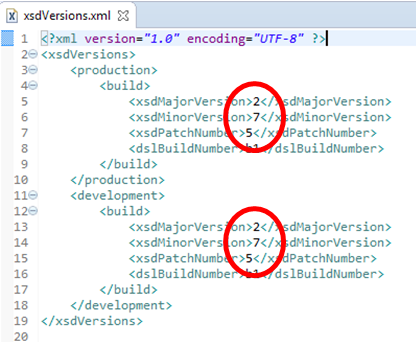 xsdVersions.xml
1 <?xml version="1.0" encoding="UTF-8" ?>
2 <xsdVersions>
3 <production>
4 <build>
5 <xsdMajorVersion>2</xsdMajorVersion>
6 <xsdMinorVersion>7</xsdMinorVersion>
7 <xsdPatchNumber>5</xsdPatchNumber>
8 <dslBuildNumber>b1</dslBuildNumber>
9 </build>
10 </production>
11 <development>
12 <build>
13 <xsdMajorVersion>2</xsdMajorVersion>
14 <xsdMinorVersion>7</xsdMinorVersion>
15 <xsdPatchNumber>5</xsdPatchNumber>
16 <dslBuildNumber>b1</dslBuildNumber>
17 </build>
18 </development>
19 </xsdVersions>
20